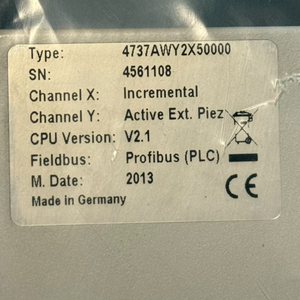 Type: 4737AWY2X50000
SN: 4561108
Channel X: Incremental
Channel Y: Active Ext. Piez
CPU Version: V2.1
Fieldbus: Profibus (PLC)
M. Date: 2013
Made in Germany CE